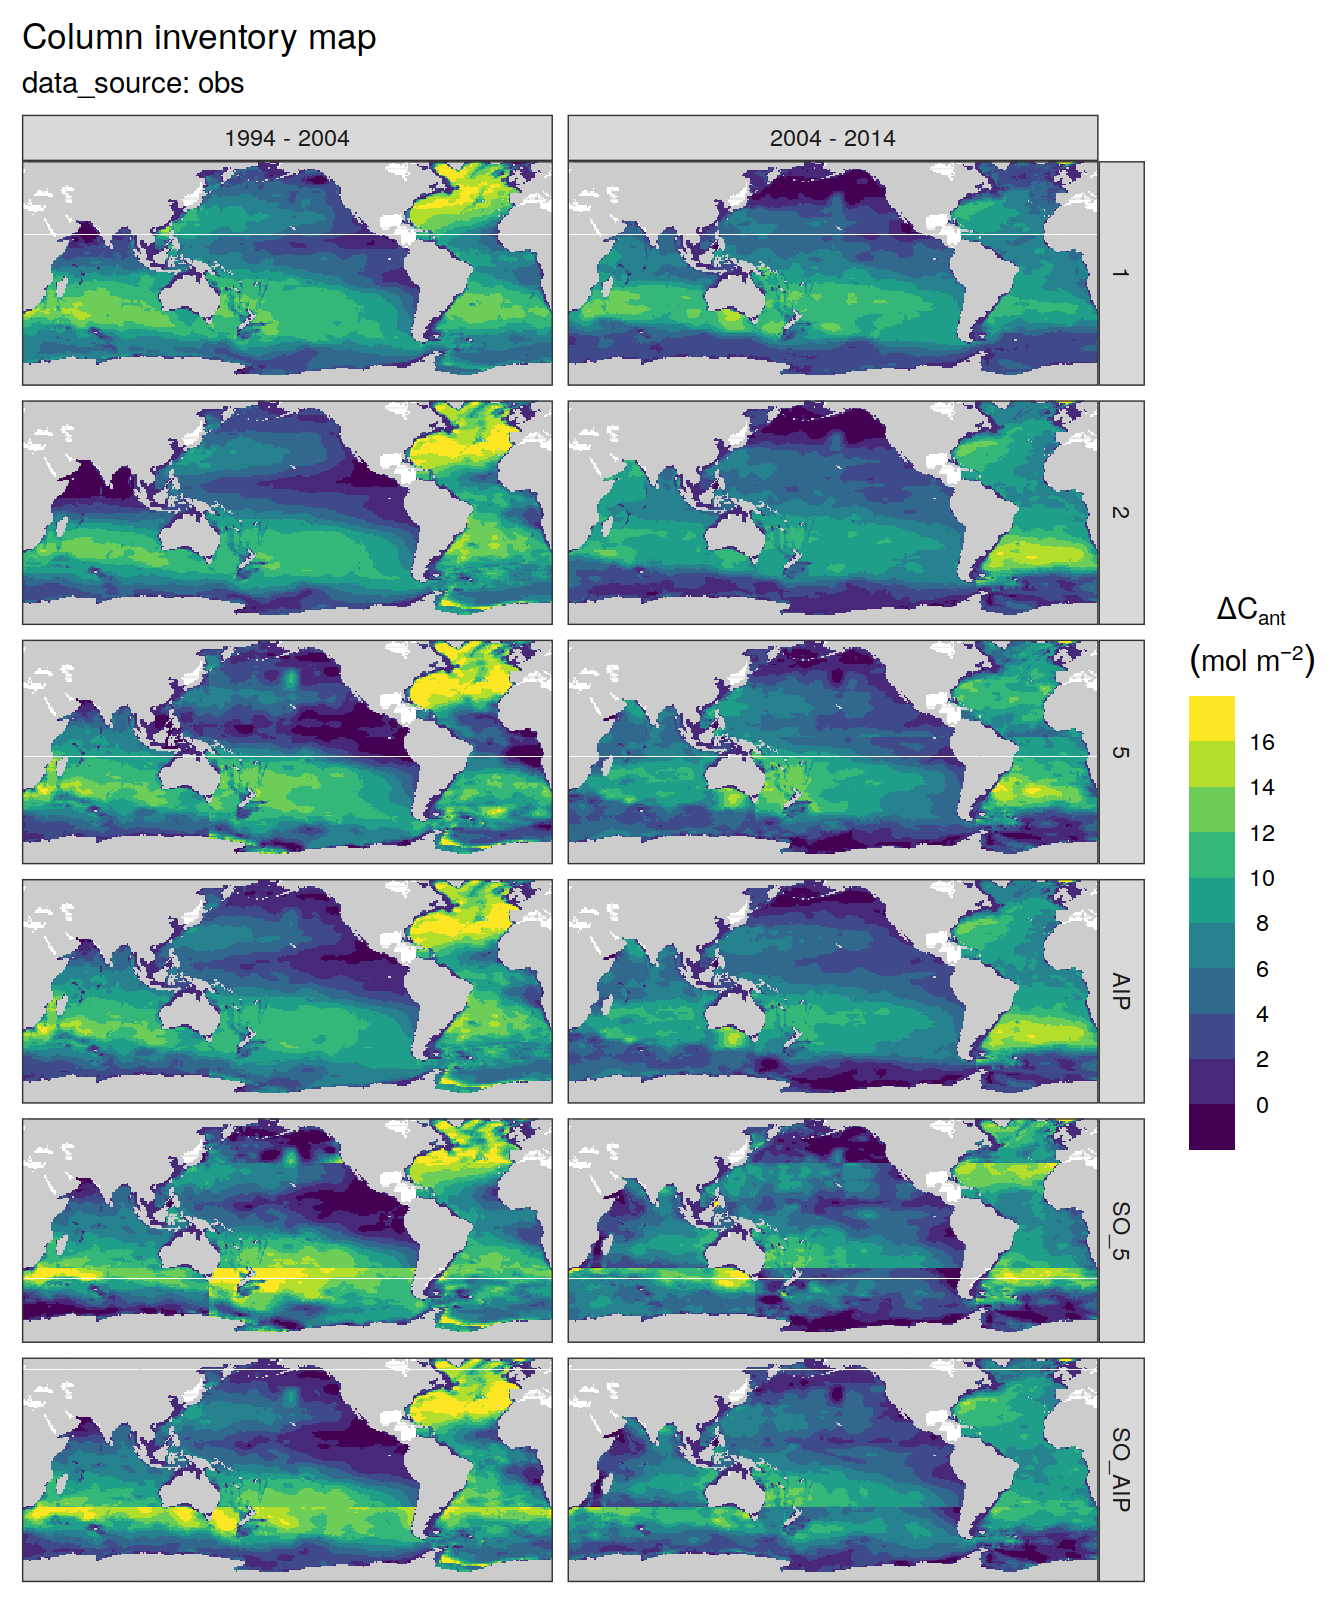 Column inventory map
data_source: obs
1994 - 2004
2004 - 2014
1
2
5
AIP
SO_5
SO_AIP
ΔCant
(mol m−2)
16
14
12
10
8
6
4
2
0